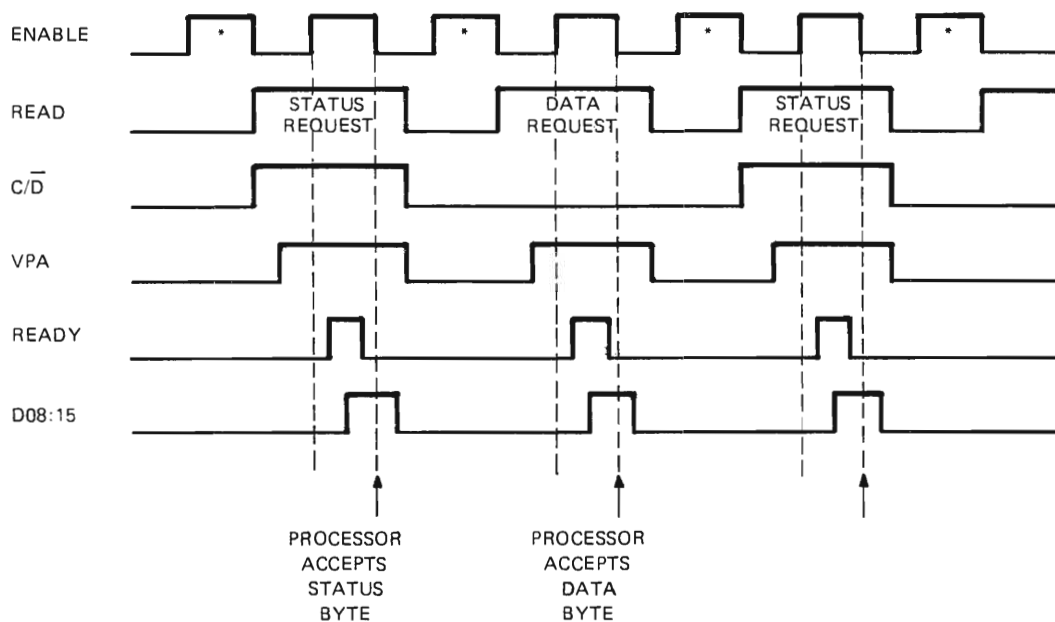 ENABLE
*
*
*
*
READ
STATUS
REQUEST
DATA
REQUEST
STATUS
REQUEST
C/D̅
VPA
READY
D08:15
PROCESSOR
ACCEPTS
STATUS
BYTE
PROCESSOR
ACCEPTS
DATA
BYTE